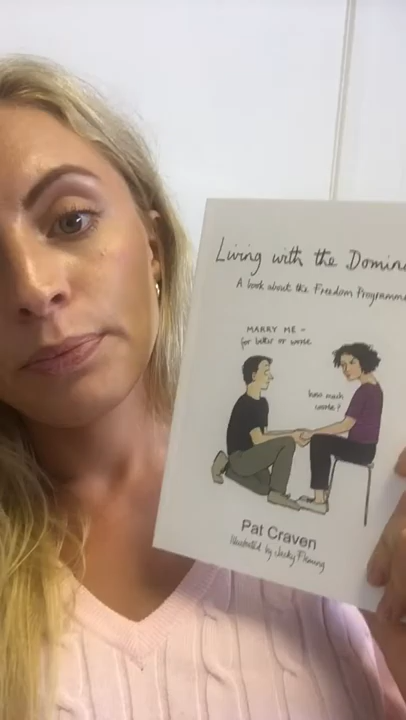 Living with the Domin
A book about the Freedom Programme
MARRY ME -
for better or worse
how much
worse?
Pat Craven
Illustrated by Jacky Fleming